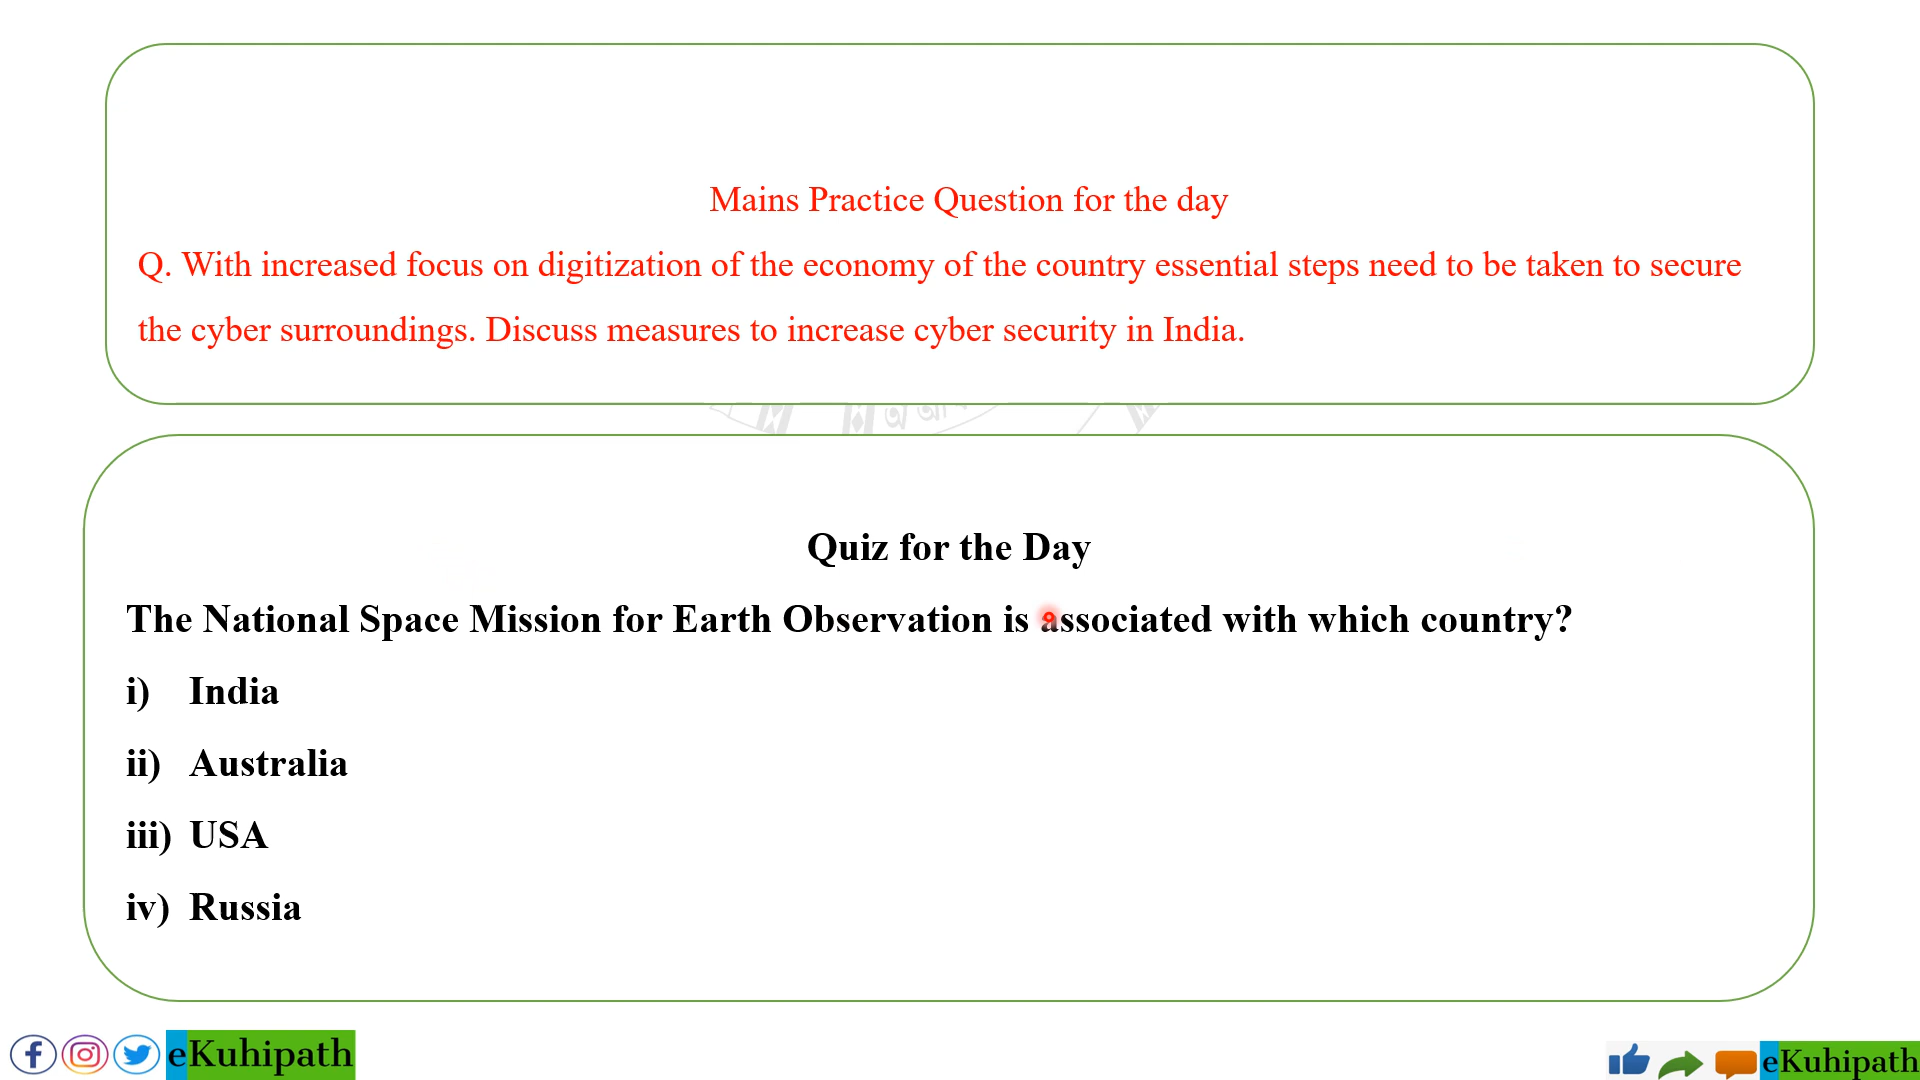 Mains Practice Question for the day
Q. With increased focus on digitization of the economy of the country essential steps need to be taken to secure
the cyber surroundings. Discuss measures to increase cyber security in India.
Quiz for the Day
The National Space Mission for Earth Observation is associated with which country?
i) India
ii) Australia
iii) USA
iv) Russia
eKuhipath
eKuhipath